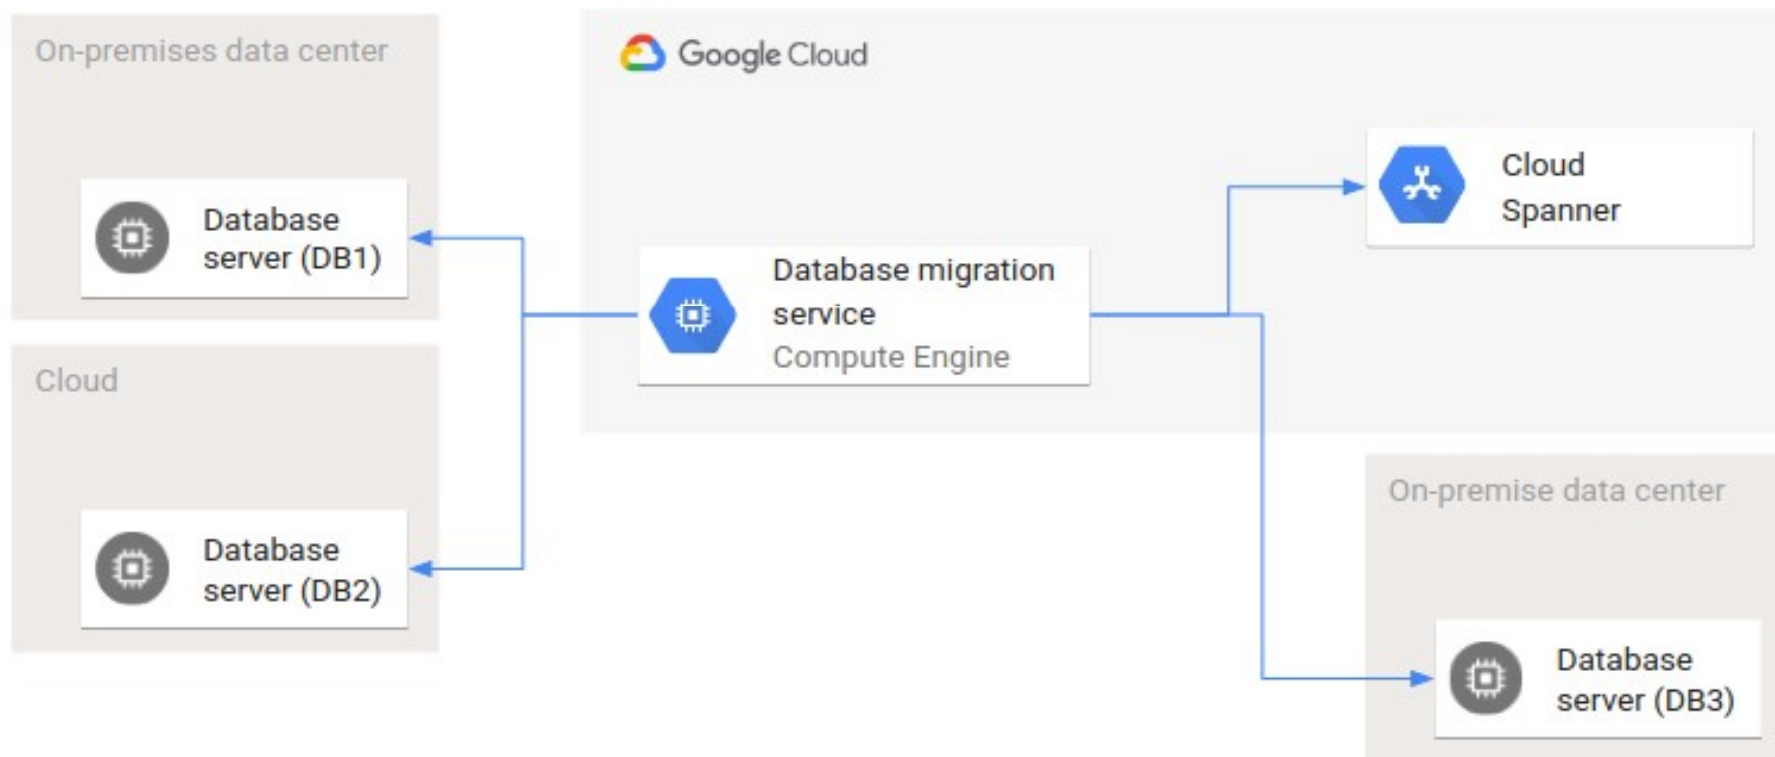 On-premises data center
Database
server (DB1)
Cloud
Database
server (DB2)
Google Cloud
Database migration
service
Compute Engine
Cloud
Spanner
On-premise data center
Database
server (DB3)